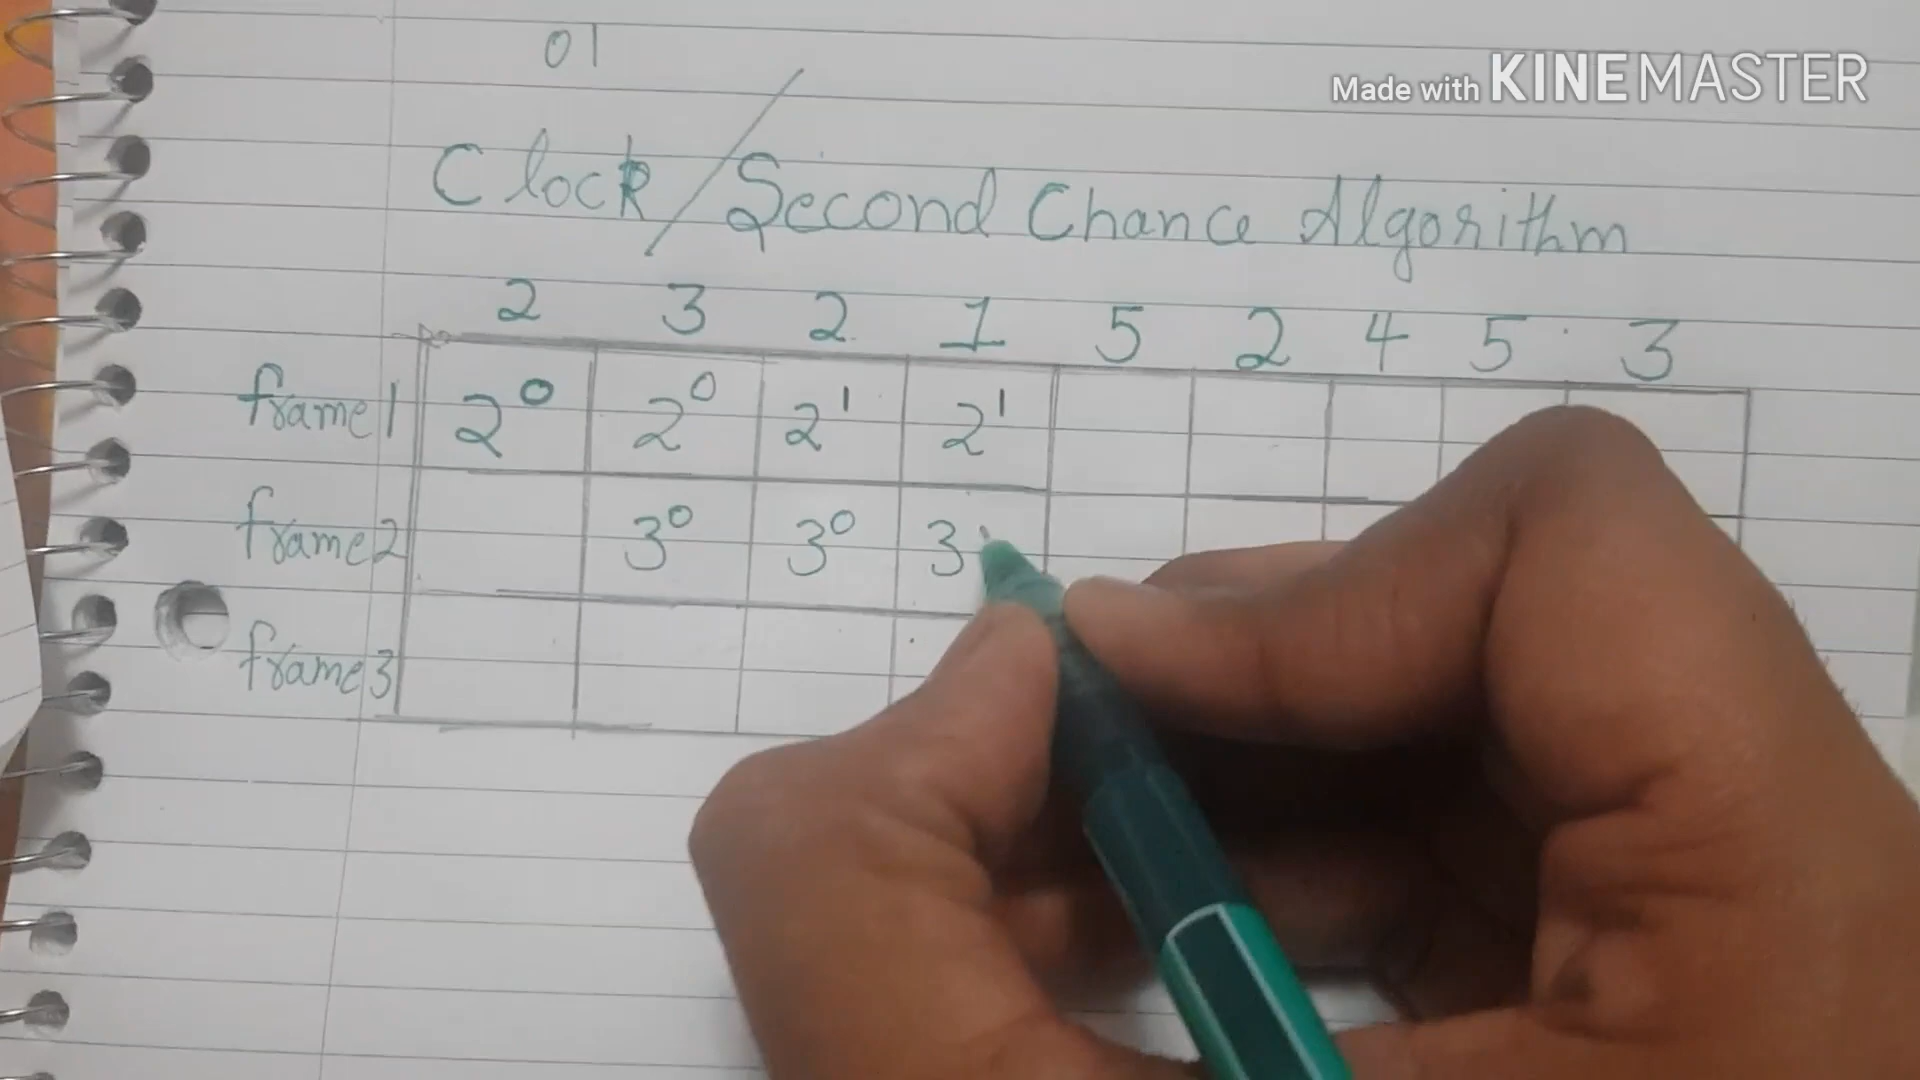 01
Made with KINEMASTER
Clock/Second Chance Algorithm
2 3 2 1 5 2 4 5 3
frame1 2⁰ 2⁰ 2¹ 2¹
frame2 3⁰ 3⁰ 3
frame3